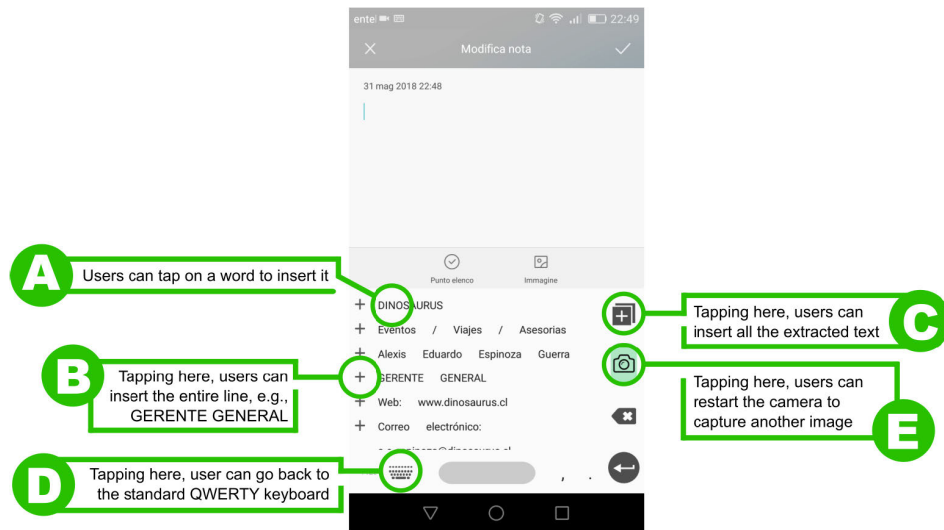 entel 22:49
Modifica nota
31 mag 2018 22:48
Punto elenco Immagine
A Users can tap on a word to insert it
+ DINOSAURUS
+ Eventos / Viajes / Asesorias
+ Alexis Eduardo Espinoza Guerra
+ GERENTE GENERAL
+ Web: www.dinosaurus.cl
+ Correo electrónico:
B Tapping here, users can
insert the entire line, e.g.,
GERENTE GENERAL
C Tapping here, users can
insert all the extracted text
D Tapping here, user can go back to
the standard QWERTY keyboard
, .
E Tapping here, users can
restart the camera to
capture another image